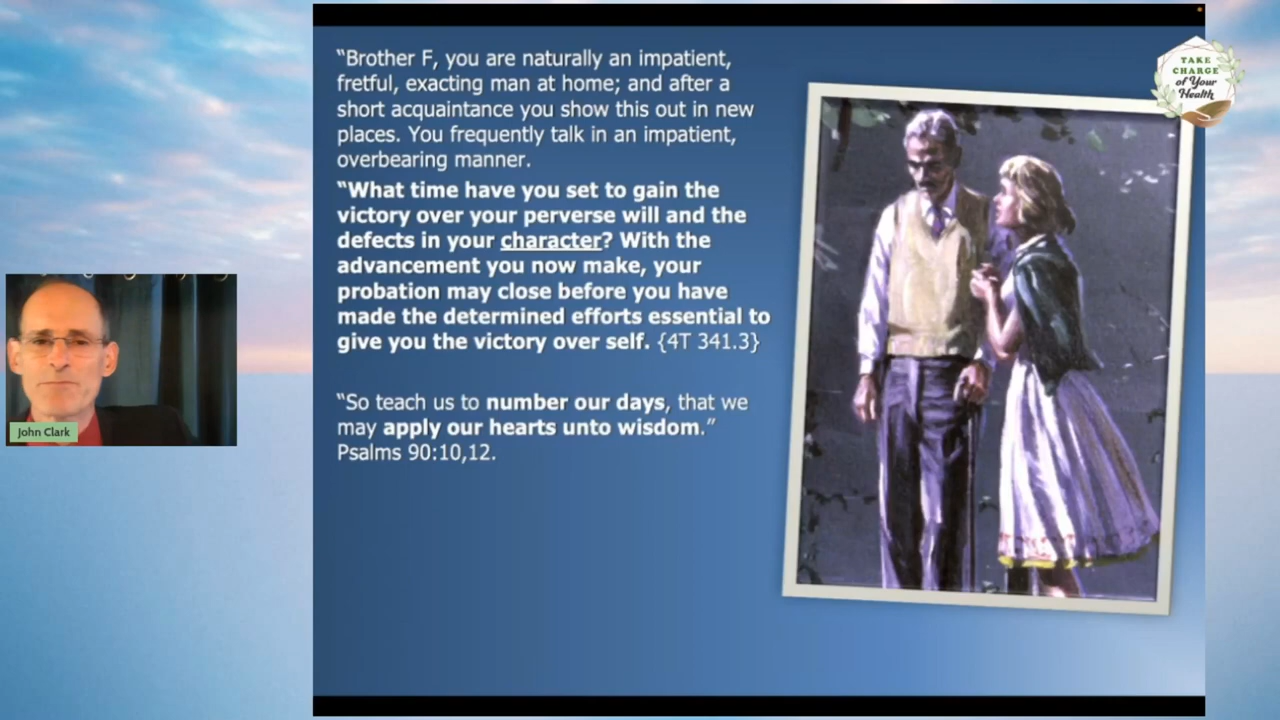 “Brother F, you are naturally an impatient,
fretful, exacting man at home; and after a
short acquaintance you show this out in new
places. You frequently talk in an impatient,
overbearing manner.
“What time have you set to gain the
victory over your perverse will and the
defects in your character? With the
advancement you now make, your
probation may close before you have
made the determined efforts essential to
give you the victory over self. {4T 341.3}
“So teach us to number our days, that we
may apply our hearts unto wisdom.”
Psalms 90:10,12.
TAKE
CHARGE
of Your
Health
John Clark